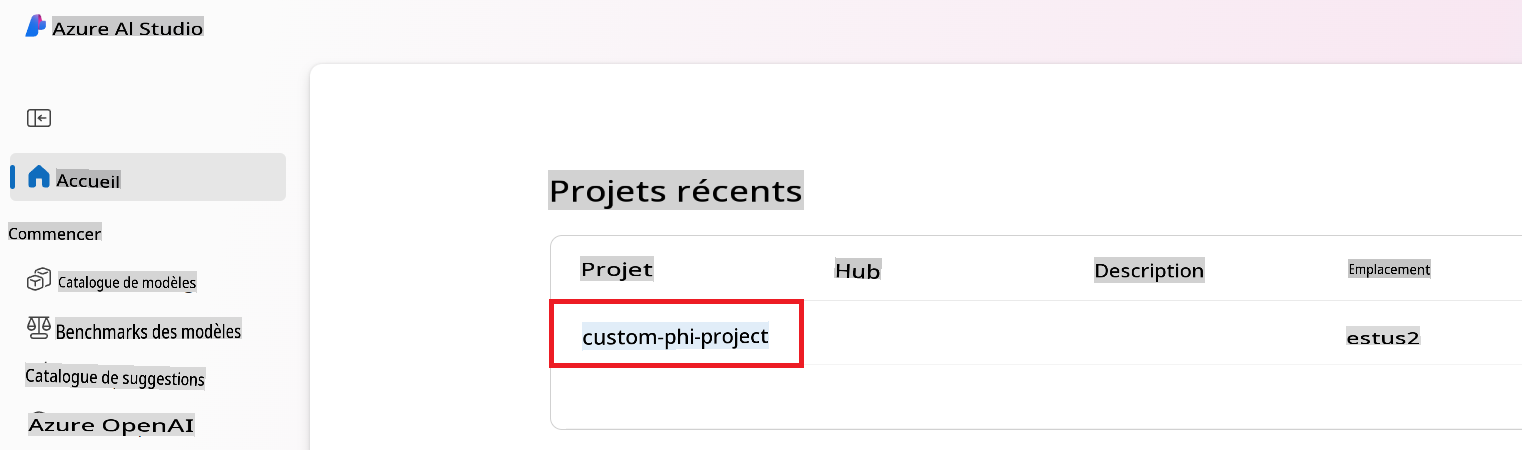 Azure AI Studio
Accueil
Commencer
Catalogue de modèles
Benchmarks des modèles
Catalogue de suggestions
Azure OpenAI
Projets récents
Projet Hub Description Emplacement
custom-phi-project estus2